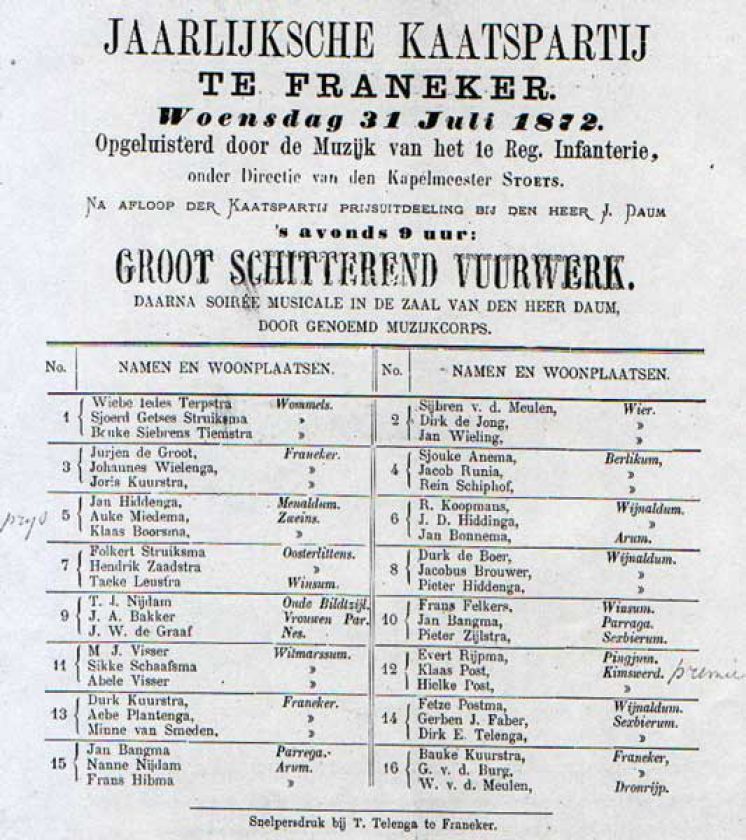 JAARLIJKSCHE KAATSPARTIJ
TE FRANEKER.
Woensdag 31 Juli 1872.
Opgeluisterd door de Muzijk van het 1e Reg. Infanterie,
onder Directie van den Kapelmeester STOETS.
NA AFLOOP DER KAATSPARTIJ PRIJSUITDEELING BIJ DEN HEER J. DAUM
's avonds 9 uur:
GROOT SCHITTEREND VUURWERK.
DAARNA SOIRÉE MUSICALE IN DE ZAAL VAN DEN HEER DAUM,
DOOR GENOEMD MUZIJKCORPS.
No. NAMEN EN WOONPLAATSEN. No. NAMEN EN WOONPLAATSEN.
1 Wiebe Iedes Terpstra Wommels.
Sjoerd Getses Struiksma »
Bauke Siebrens Tiemstra »
2 Sijbren v. d. Meulen, Wier.
Dirk de Jong, »
Jan Wieling, »
3 Jurjen de Groot, Franeker.
Johannes Wielenga, »
Joris Kuurstra, »
4 Sjouke Anema, Berlikum,
Jacob Runia, »
Rein Schiphof, »
prijs 5 Jan Hiddenga, Menaldum.
Auke Miedema, Zweins.
Klaas Boorsma, »
6 R. Koopmans, Wijnaldum.
J. D. Hiddinga, »
Jan Bonnema, Arum.
7 Folkert Struiksma Oosterlittens.
Hendrik Zaadstra »
Taeke Leustra Winsum.
8 Durk de Boer, Wijnaldum.
Jacobus Brouwer, »
Pieter Hiddenga, »
9 T. J. Nijdam Oude Bildtzijl.
J. A. Bakker Vrouwen Par.
J. W. de Graaf Nes.
10 Frans Felkers, Winsum.
Jan Bangma, Parraga.
Pieter Zijlstra, Sexbierum.
11 M J. Visser Witmarssum.
Sikke Schaafsma »
Abele Visser »
12 Evert Rijpma, Pingjum.
Klaas Post, Kimswerd. premie
Hielke Post, »
13 Durk Kuurstra, Franeker.
Aebe Plantenga, »
Minne van Smeden, »
14 Fetze Postma, Wijnaldum.
Gerben J. Faber, Sexbierum.
Dirk E. Telenga, »
15 Jan Bangma Parrega.
Nanne Nijdam Arum.
Frans Hibma »
16 Bauke Kuurstra, Franeker,
G. v. d. Burg, »
W. v. d. Meulen, Dronrijp.
Snelpersdruk bij T. Telenga te Franeker.